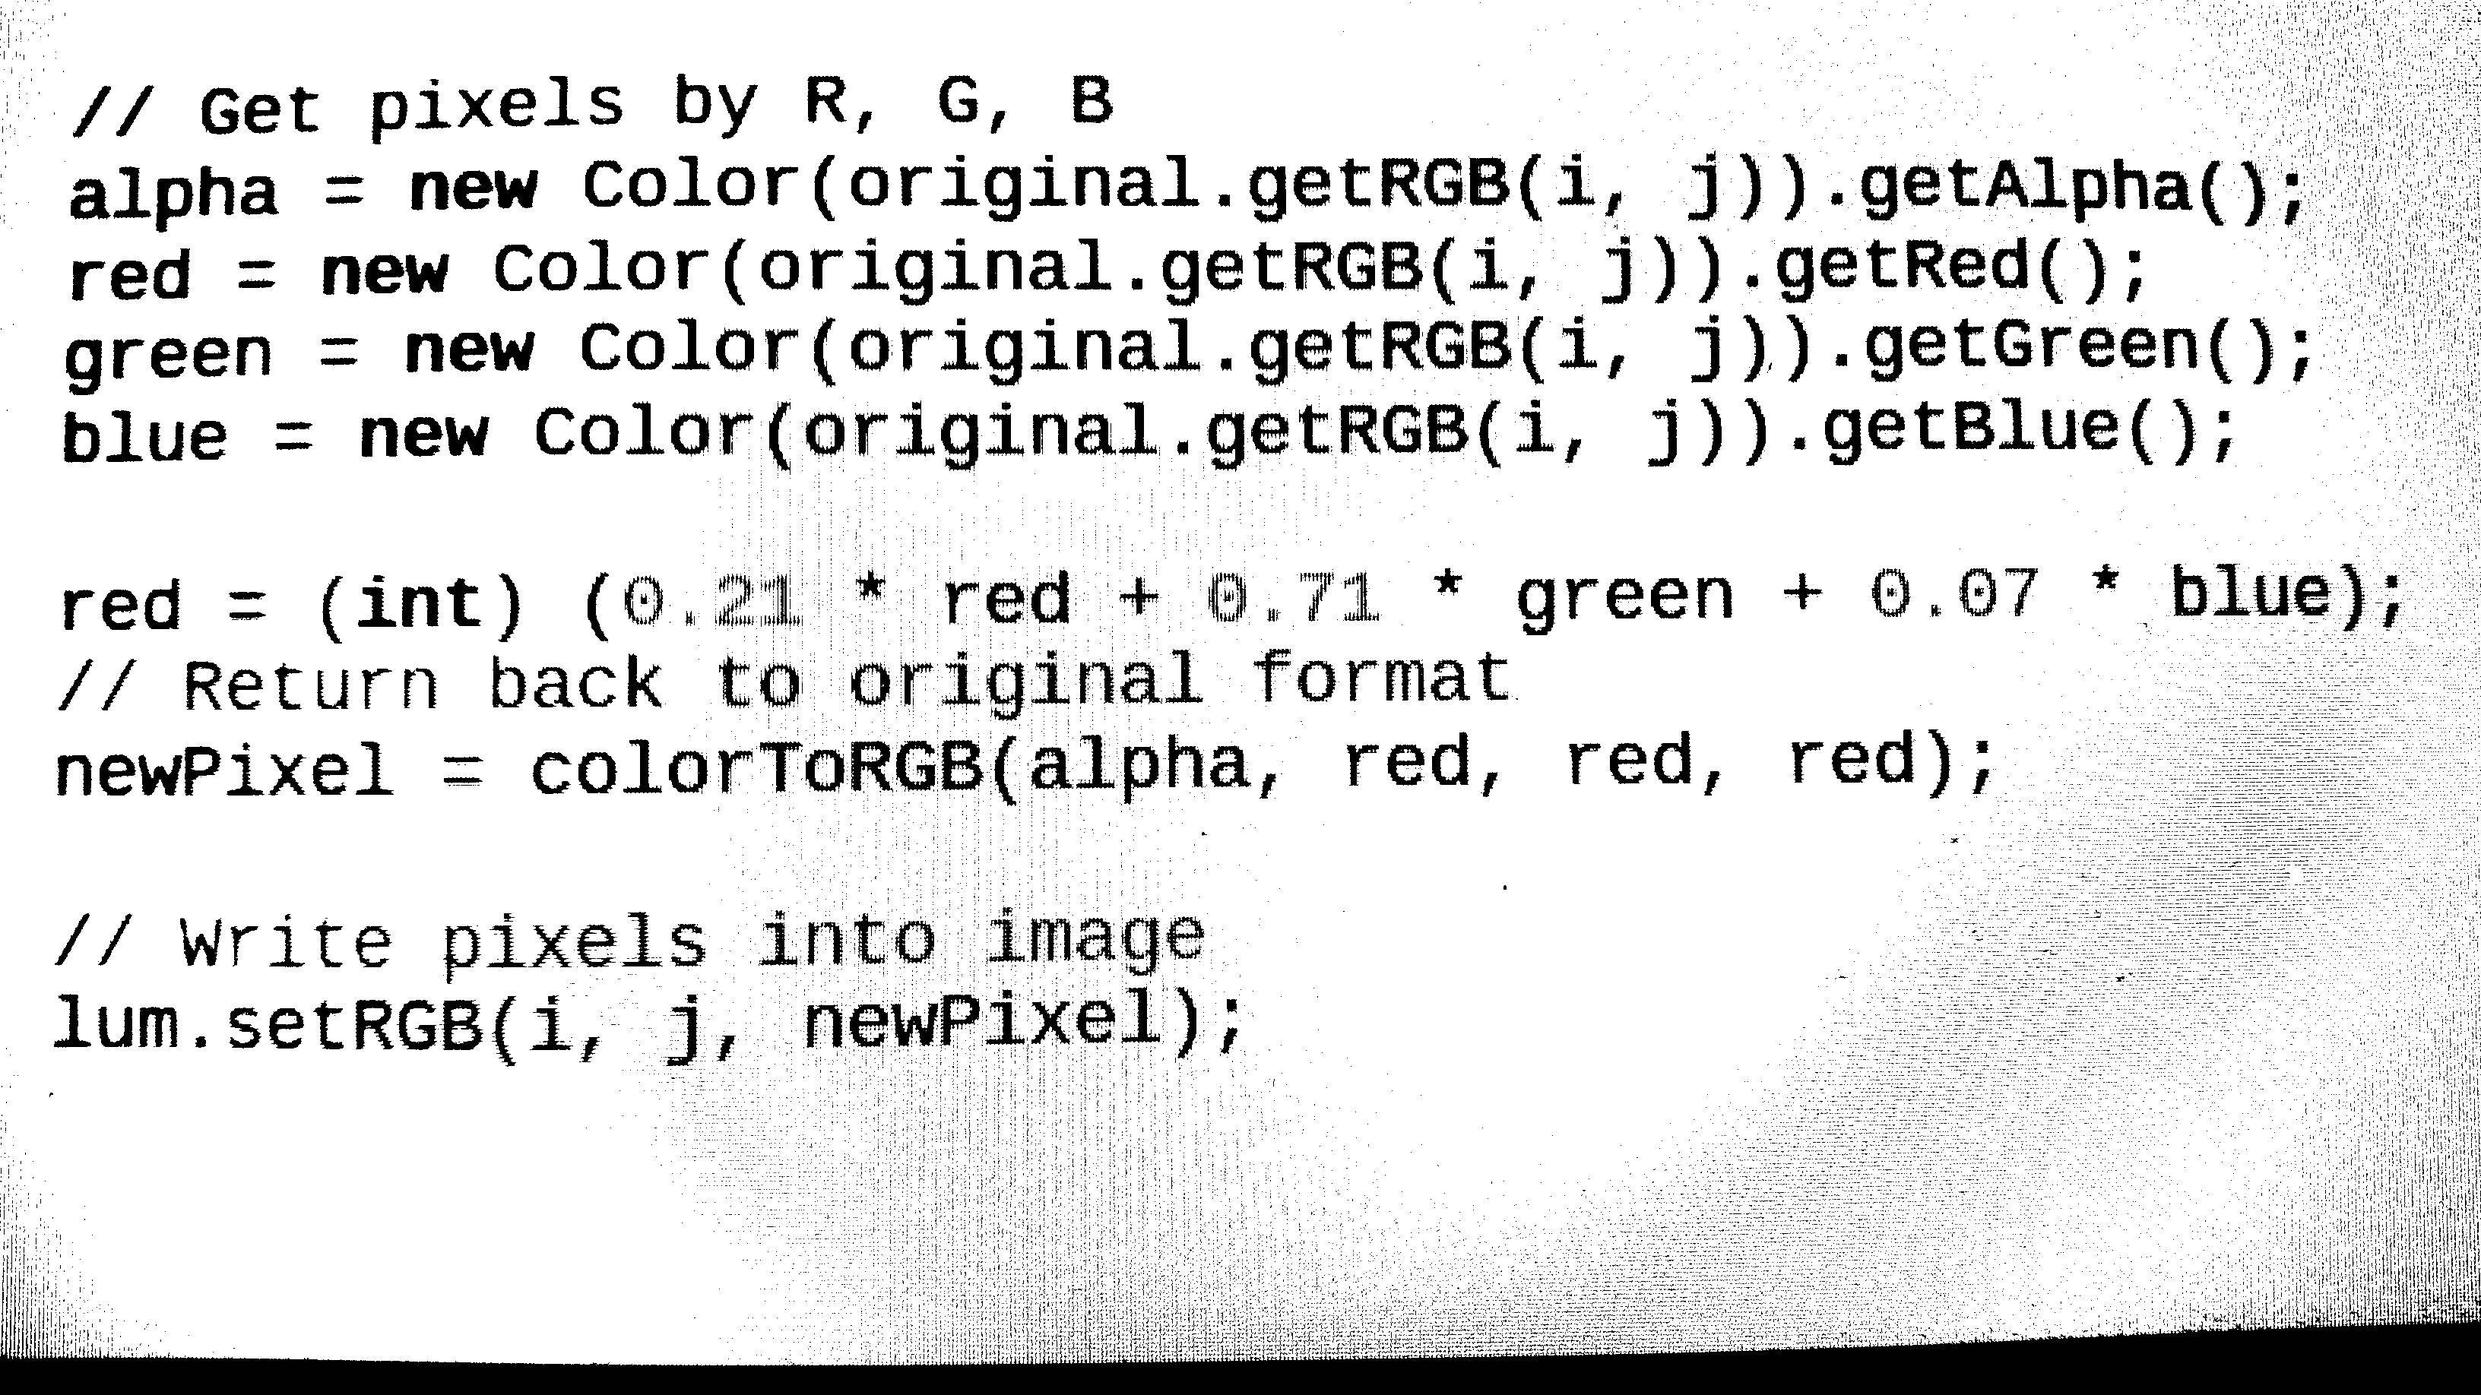 // Get pixels by R, G, B
alpha = new Color(original.getRGB(i, j)).getAlpha();
red = new Color(original.getRGB(i, j)).getRed();
green = new Color(original.getRGB(i, j)).getGreen();
blue = new Color(original.getRGB(i, j)).getBlue();
red = (int) (0.21 * red + 0.71 * green + 0.07 * blue);
// Return back to original format
newPixel = colorToRGB(alpha, red, red, red);
// Write pixels into image
lum.setRGB(i, j, newPixel);